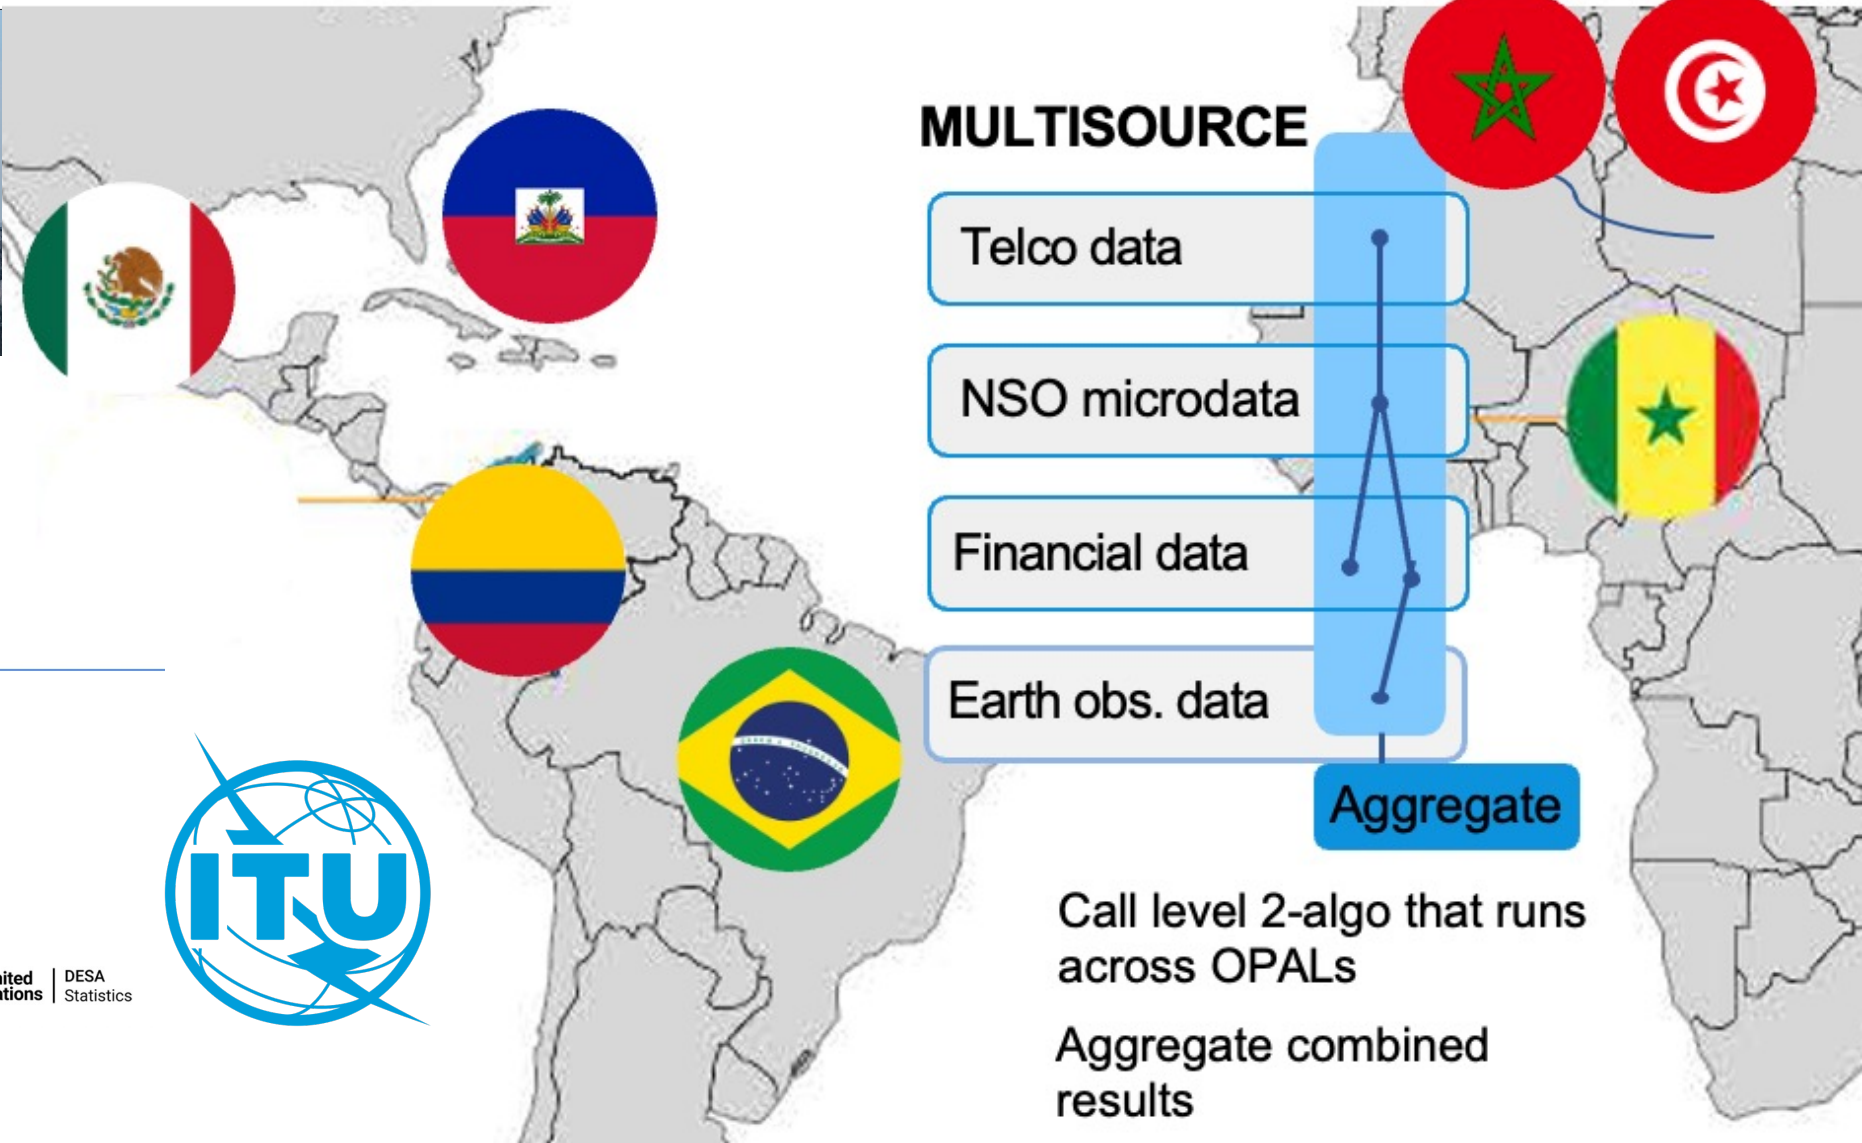 MULTISOURCE
Telco data
NSO microdata
Financial data
Earth obs. data
Aggregate
Call level 2-algo that runs
across OPALs
Aggregate combined
results
ITU
DESA
Statistics